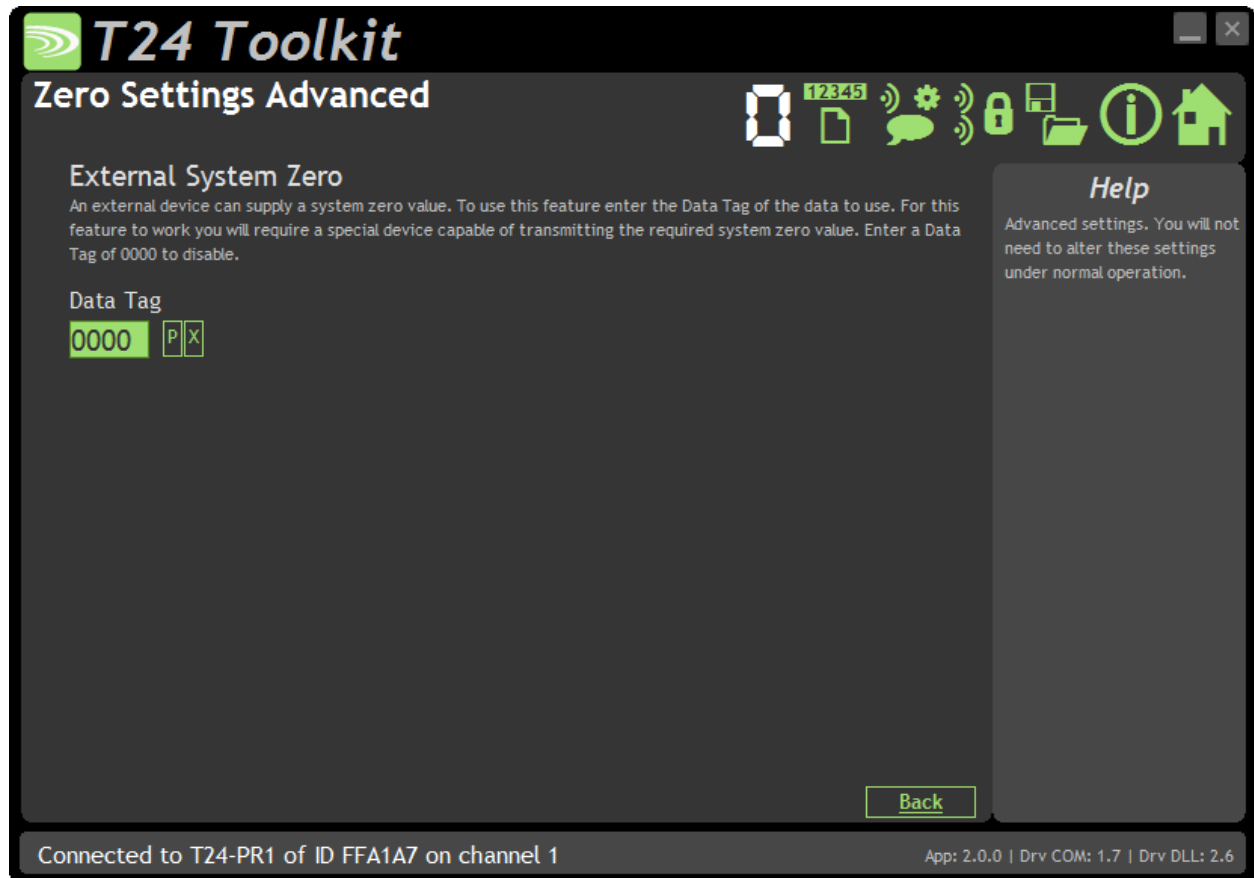 T24 Toolkit
Zero Settings Advanced
0
12345
External System Zero
An external device can supply a system zero value. To use this feature enter the Data Tag of the data to use. For this
feature to work you will require a special device capable of transmitting the required system zero value. Enter a Data
Tag of 0000 to disable.
Data Tag
0000 P X
Help
Advanced settings. You will not
need to alter these settings
under normal operation.
Back
Connected to T24-PR1 of ID FFA1A7 on channel 1
App: 2.0.0 | Drv COM: 1.7 | Drv DLL: 2.6